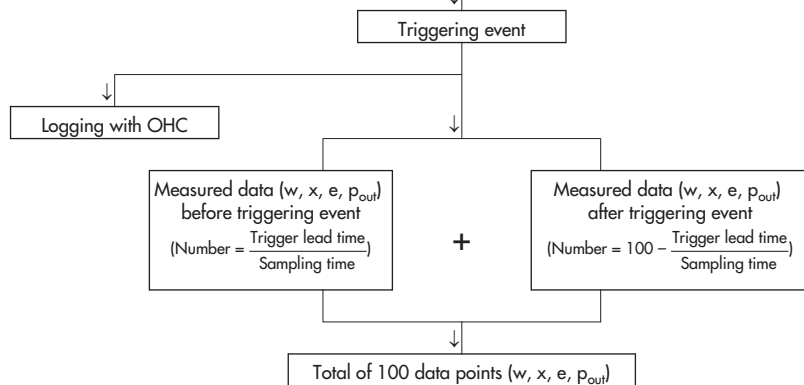 ↓
Triggering event
↓
↓
Logging with OHC
Measured data (w, x, e, p_out)
before triggering event
(Number = Trigger lead time / Sampling time)
+
Measured data (w, x, e, p_out)
after triggering event
(Number = 100 – Trigger lead time / Sampling time)
↓
Total of 100 data points (w, x, e, p_out)